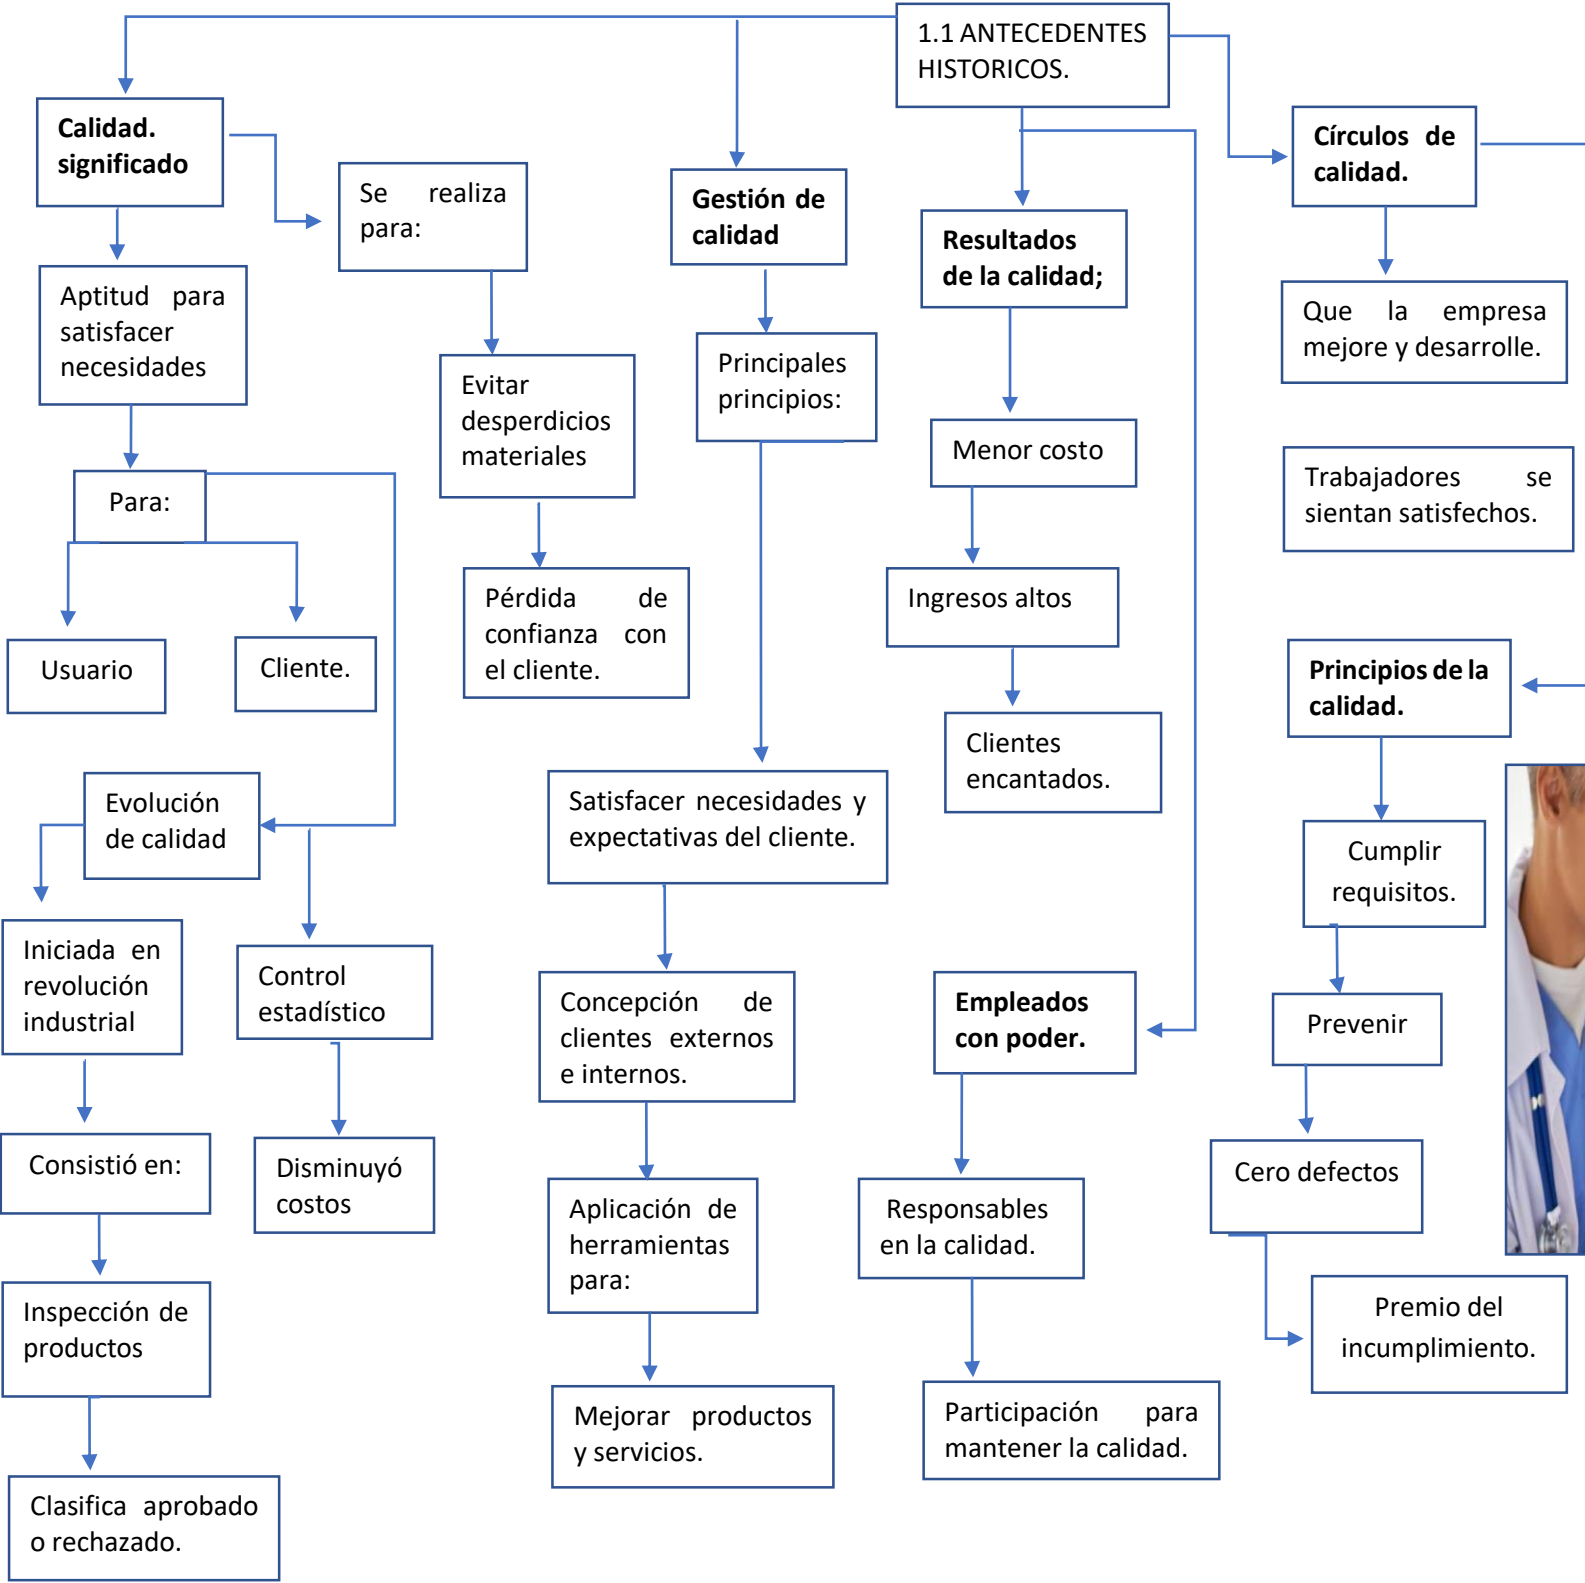 1.1 ANTECEDENTES
HISTORICOS.
Calidad.
significado
Se realiza
para:
Aptitud para
satisfacer
necesidades
Evitar
desperdicios
materiales
Para:
Pérdida de
confianza con
el cliente.
Usuario
Cliente.
Evolución
de calidad
Iniciada en
revolución
industrial
Control
estadístico
Consistió en:
Disminuyó
costos
Inspección de
productos
Clasifica aprobado
o rechazado.
Gestión de
calidad
Principales
principios:
Satisfacer necesidades y
expectativas del cliente.
Concepción de
clientes externos
e internos.
Aplicación de
herramientas
para:
Mejorar productos
y servicios.
Resultados
de la calidad;
Menor costo
Ingresos altos
Clientes
encantados.
Empleados
con poder.
Responsables
en la calidad.
Participación para
mantener la calidad.
Círculos de
calidad.
Que la empresa
mejore y desarrolle.
Trabajadores se
sientan satisfechos.
Principios de la
calidad.
Cumplir
requisitos.
Prevenir
Cero defectos
Premio del
incumplimiento.